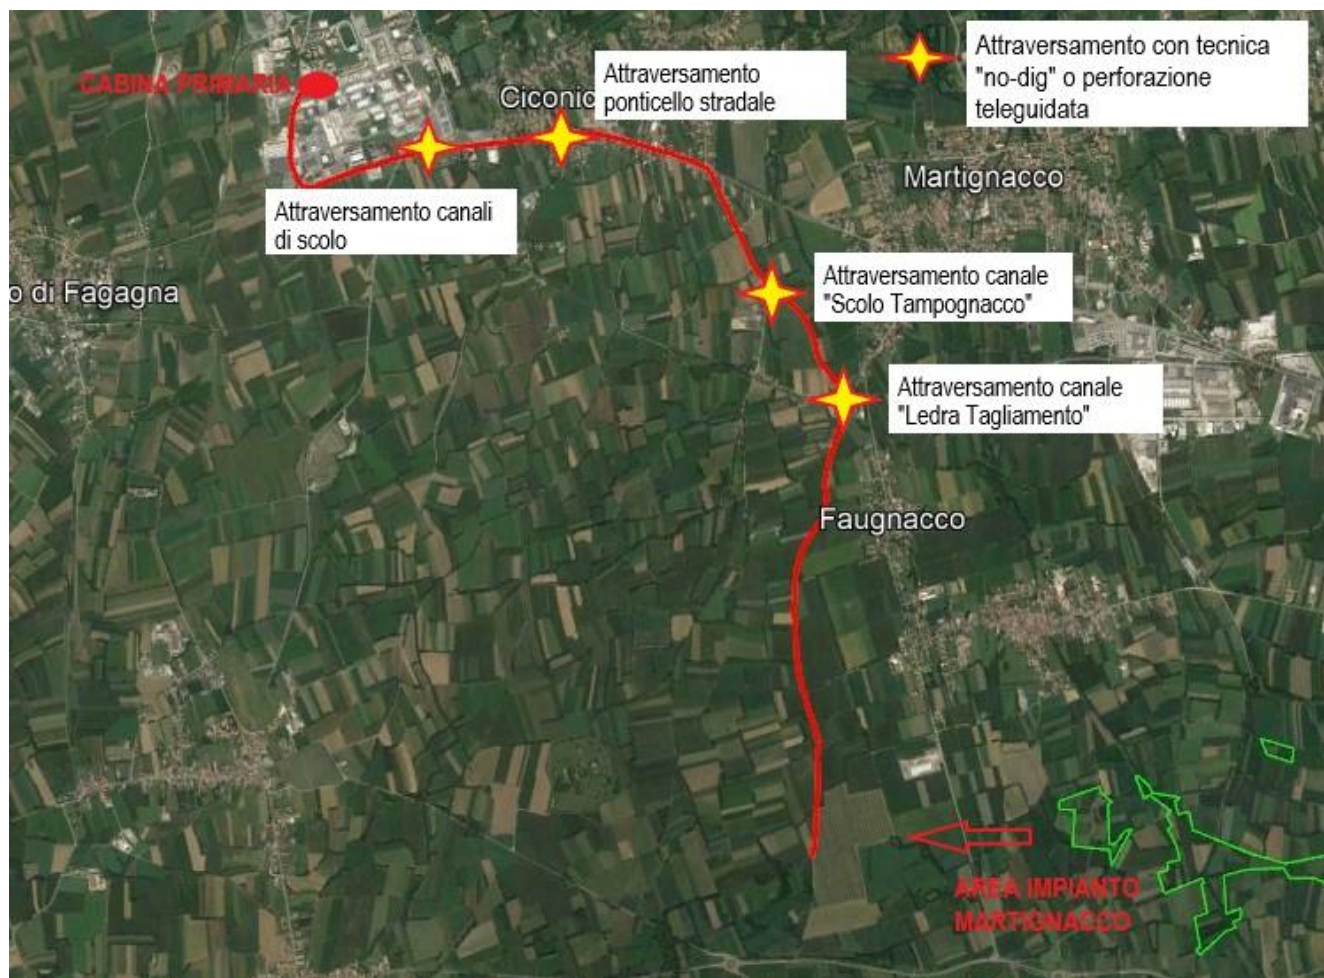 CABINA PRIMARIA
Ciconic
Attraversamento
ponticello stradale
Attraversamento con tecnica
"no-dig" o perforazione
teleguidata
Martignacco
Attraversamento canali
di scolo
o di Fagagna
Attraversamento canale
"Scolo Tampognacco"
Attraversamento canale
"Ledra Tagliamento"
Faugnacco
AREA IMPIANTO
MARTIGNACCO